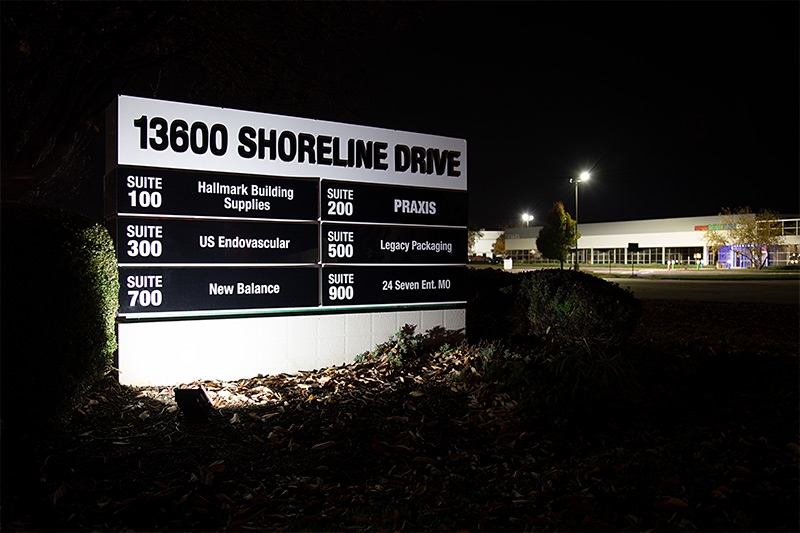 13600 SHORELINE DRIVE
SUITE
100
Hallmark Building
Supplies
SUITE
200
PRAXIS
SUITE
300
US Endovascular
SUITE
500
Legacy Packaging
SUITE
700
New Balance
SUITE
900
24 Seven Ent. MO